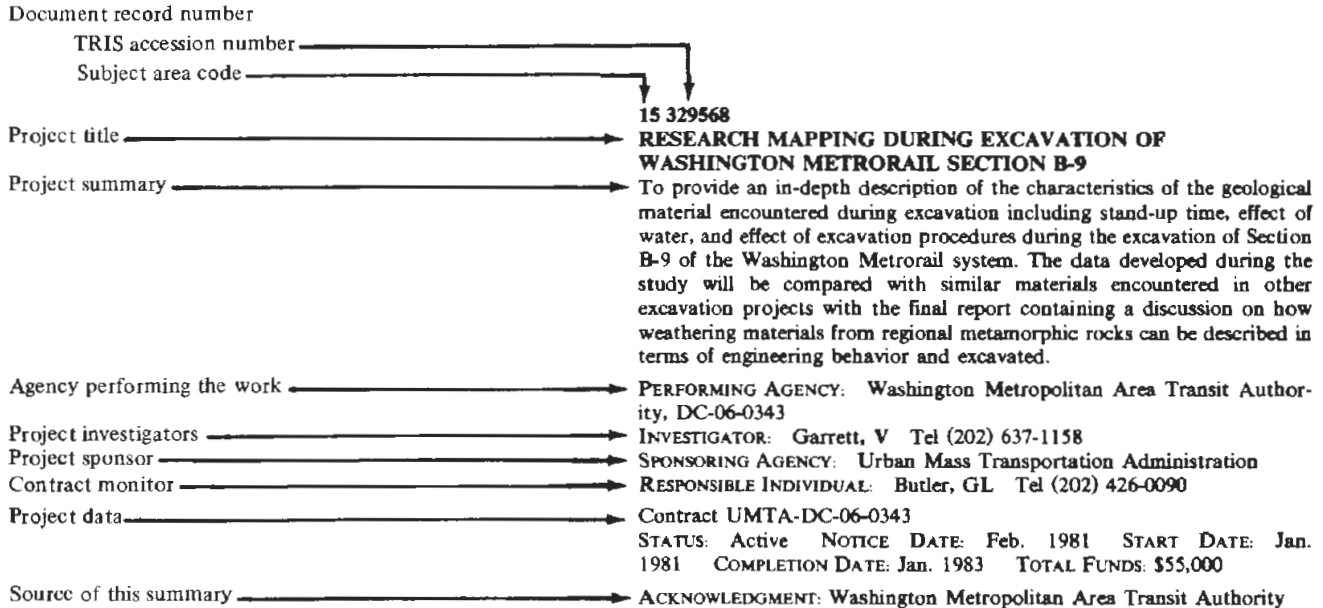 Document record number
TRIS accession number
Subject area code
15 329568
Project title
RESEARCH MAPPING DURING EXCAVATION OF
WASHINGTON METRORAIL SECTION B-9
Project summary
To provide an in-depth description of the characteristics of the geological
material encountered during excavation including stand-up time, effect of
water, and effect of excavation procedures during the excavation of Section
B-9 of the Washington Metrorail system. The data developed during the
study will be compared with similar materials encountered in other
excavation projects with the final report containing a discussion on how
weathering materials from regional metamorphic rocks can be described in
terms of engineering behavior and excavated.
Agency performing the work
PERFORMING AGENCY: Washington Metropolitan Area Transit Author-
ity, DC-06-0343
Project investigators
INVESTIGATOR: Garrett, V Tel (202) 637-1158
Project sponsor
SPONSORING AGENCY: Urban Mass Transportation Administration
Contract monitor
RESPONSIBLE INDIVIDUAL: Butler, GL Tel (202) 426-0090
Project data
Contract UMTA-DC-06-0343
STATUS: Active NOTICE DATE: Feb. 1981 START DATE: Jan.
1981 COMPLETION DATE: Jan. 1983 TOTAL FUNDS: $55,000
Source of this summary
ACKNOWLEDGMENT: Washington Metropolitan Area Transit Authority